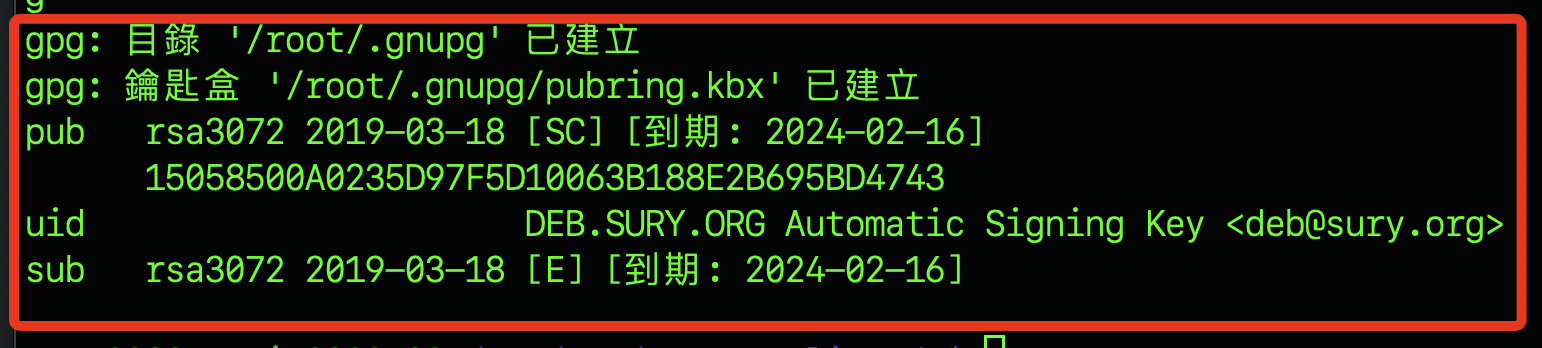 g
gpg: 目錄 '/root/.gnupg' 已建立
gpg: 鑰匙盒 '/root/.gnupg/pubring.kbx' 已建立
pub   rsa3072 2019-03-18 [SC] [到期: 2024-02-16]
      15058500A0235D97F5D10063B188E2B695BD4743
uid                      DEB.SURY.ORG Automatic Signing Key <deb@sury.org>
sub   rsa3072 2019-03-18 [E] [到期: 2024-02-16]